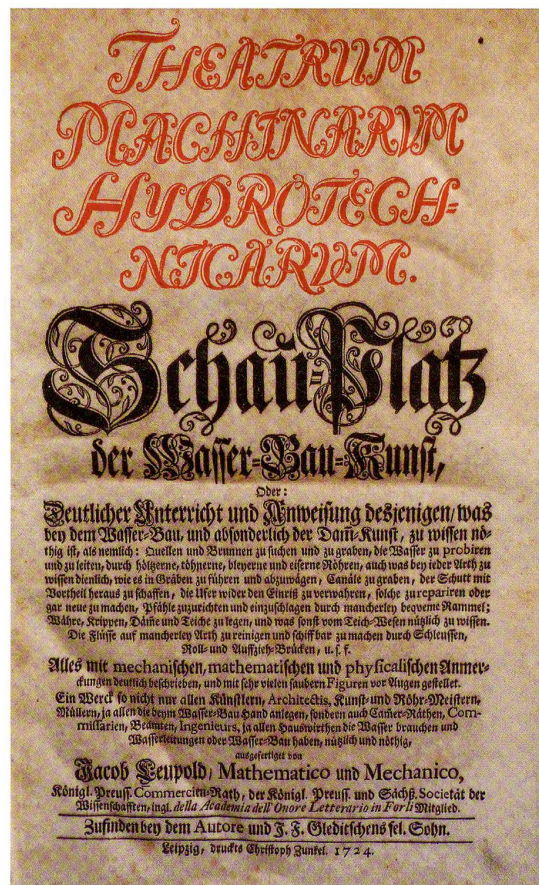 THEATRUM
MACHINARVM
HYDROTECH=
NICARVM.
Schau=Platz
der Wasser=Bau=Kunst,
Oder:
Deutlicher Unterricht und Anweisung desjenigen, was
bey dem Wasser=Bau, und absonderlich der Dam̃=Kunst, zu wissen nö=
thig ist, als nemlich: Quellen und Brunnen zu suchen und zu graben, die Wasser zu probiren
und zu leiten, durch höltzerne, töhnerne, bleyerne und eiserne Röhren, auch was bey ieder Arth zu
wissen dienlich, wie es in Gräben zu führen und abzuwägen, Canäle zu graben, der Schutt mit
Vortheil heraus zu schaffen, die Ufer wider den Einriß zu verwahren, solche zu repariren oder
gar neue zu machen, Pfähle zuzurichten und einzuschlagen durch mancherley beqveme Rammel;
Währe, Krippen, Däm̃e und Teiche zu legen, und was sonst vom Teich=Wesen nützlich zu wissen.
Die Flüsse auf mancherley Arth zu reinigen und schiffbar zu machen durch Schleussen,
Roll= und Auffzieh=Brücken, u. s. f.
Alles mit mechanischen, mathematischen und physicalischen Anmer=
ckungen deutlich beschrieben, und mit sehr vielen saubern Figuren vor Augen gestellet.
Ein Werck so nicht nur allen Künstlern, Architectis, Kunst= und Röhr=Meistern,
Müllern, ja allen die beym Wasser=Bau Hand anlegen, sondern auch Cam̃er=Räthen, Com-
missarien, Beamten, Ingenieurs, ja allen Hauswirthen die Wasser brauchen und
Wasserleitungen oder Wasser=Bau haben, nützlich und nöthig,
ausgefertiget von
Jacob Leupold, Mathematico und Mechanico,
Königl. Preuss. Commercien=Rath, der Königl. Preuss. und Sächß. Societät der
Wissenschafften, ingl. della Academia dell' Onore Letterario in Forli Mitglied.
Zufinden bey dem Autore und J. F. Gleditschens sel. Sohn.
Leipzig, druckts Christoph Zunkel. 1724.